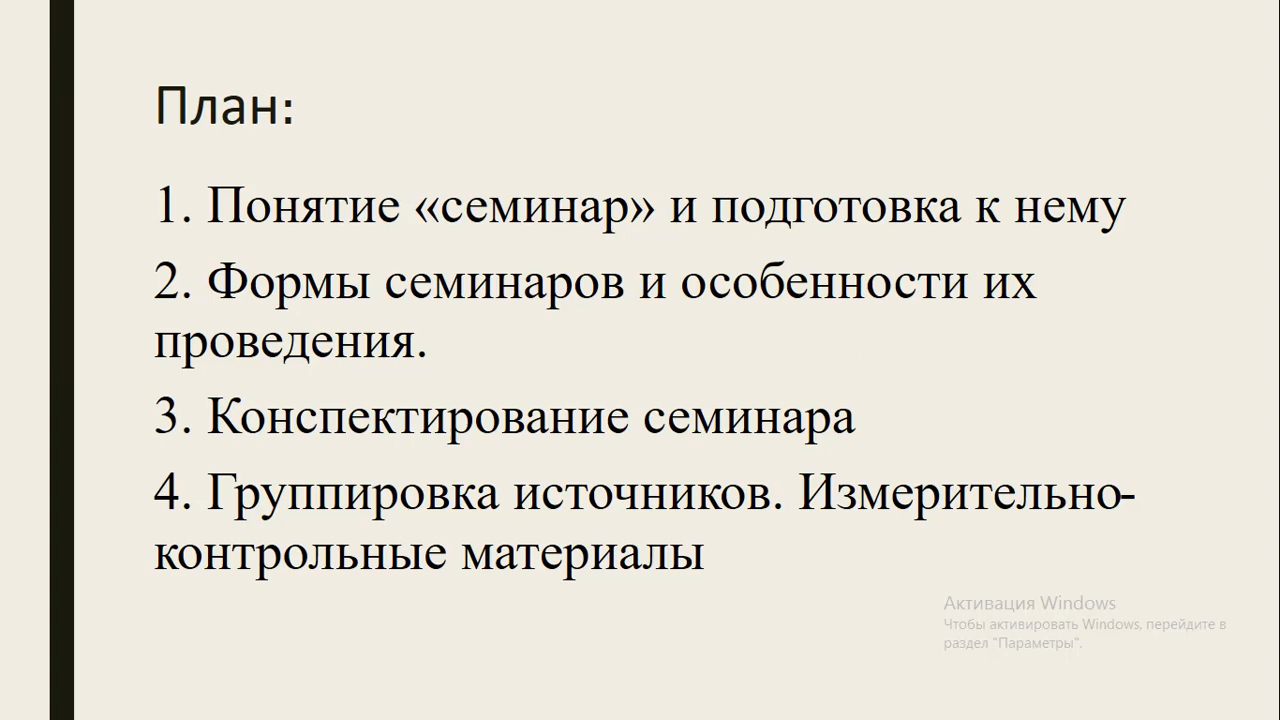 План:
1. Понятие «семинар» и подготовка к нему
2. Формы семинаров и особенности их
проведения.
3. Конспектирование семинара
4. Группировка источников. Измерительно-
контрольные материалы
Активация Windows
Чтобы активировать Windows, перейдите в
раздел "Параметры".